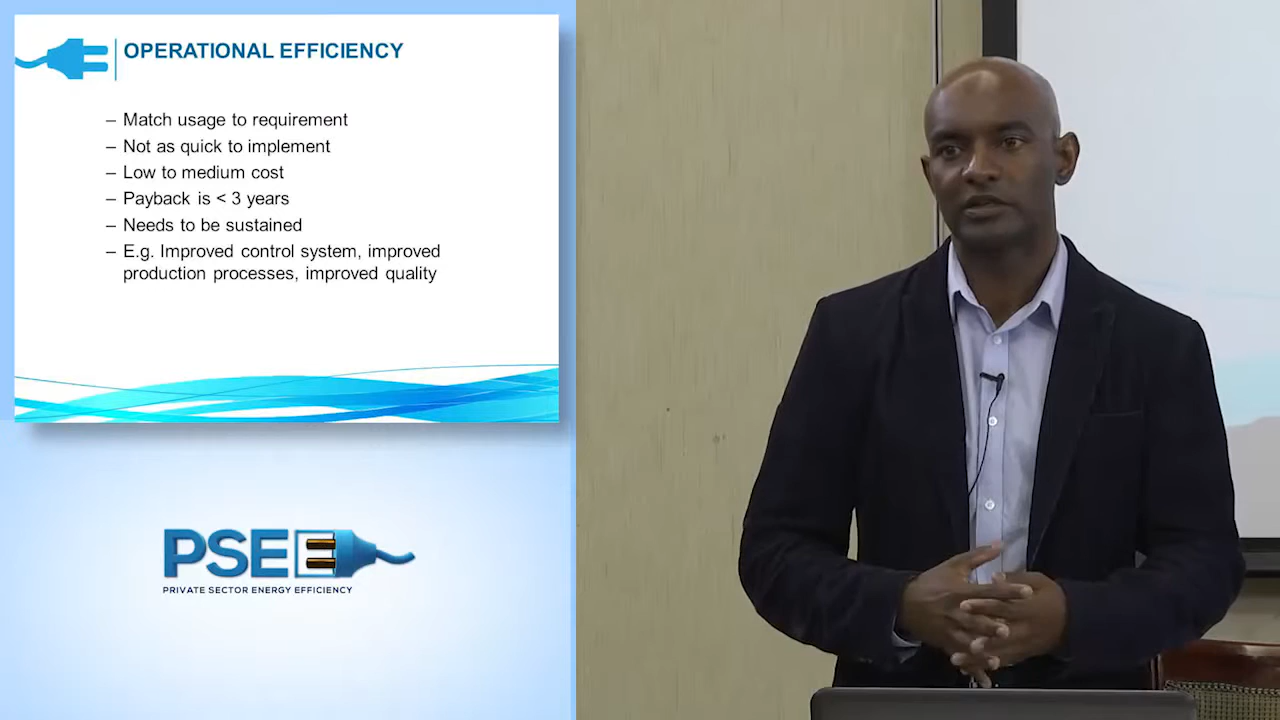 OPERATIONAL EFFICIENCY
– Match usage to requirement
– Not as quick to implement
– Low to medium cost
– Payback is < 3 years
– Needs to be sustained
– E.g. Improved control system, improved
production processes, improved quality
PSEE
PRIVATE SECTOR ENERGY EFFICIENCY